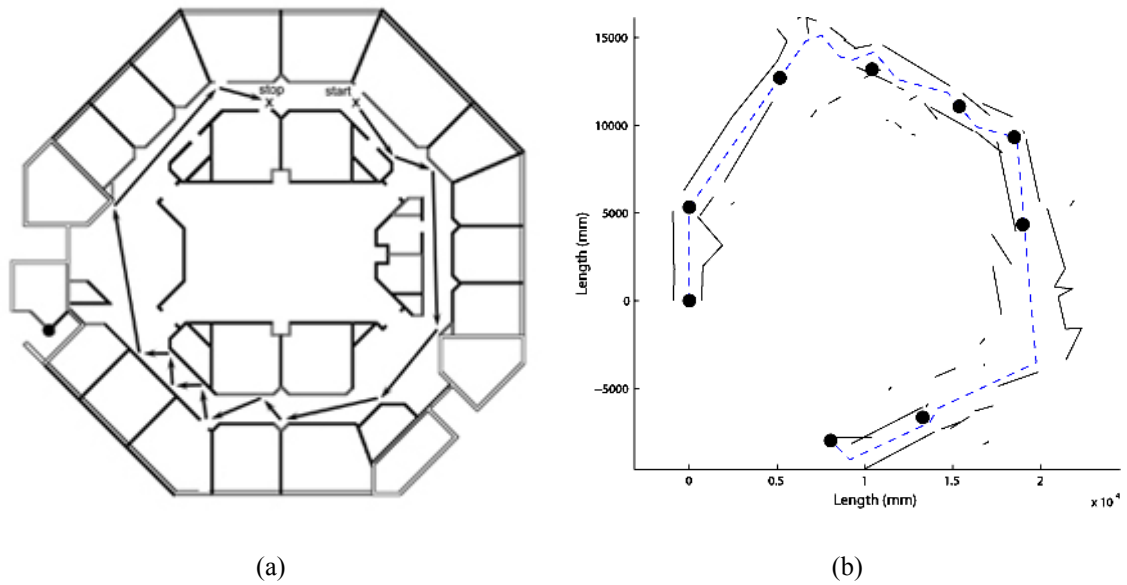 stop
start
(a)
15000
10000
5000
0
−5000
Length (mm)
0
0.5
1
1.5
2
x 10⁴
Length (mm)
(b)